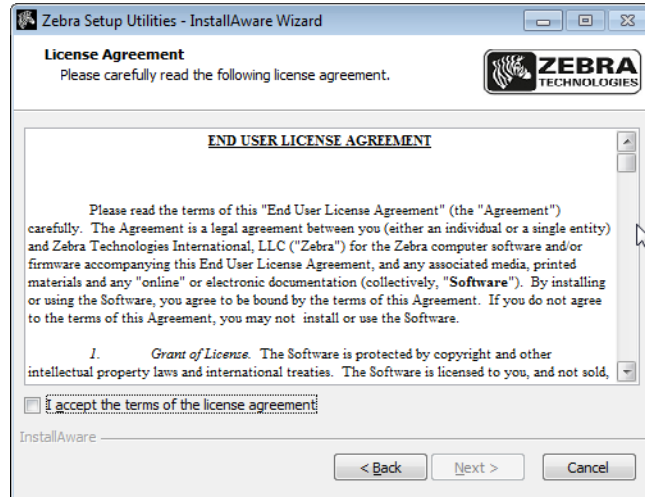 Zebra Setup Utilities - InstallAware Wizard
License Agreement
Please carefully read the following license agreement.
ZEBRA
TECHNOLOGIES
END USER LICENSE AGREEMENT
Please read the terms of this "End User License Agreement" (the "Agreement")
carefully. The Agreement is a legal agreement between you (either an individual or a single entity)
and Zebra Technologies International, LLC ("Zebra") for the Zebra computer software and/or
firmware accompanying this End User License Agreement, and any associated media, printed
materials and any "online" or electronic documentation (collectively, "Software"). By installing
or using the Software, you agree to be bound by the terms of this Agreement. If you do not agree
to the terms of this Agreement, you may not install or use the Software.
1. Grant of License. The Software is protected by copyright and other
intellectual property laws and international treaties. The Software is licensed to you, and not sold,
I accept the terms of the license agreement
InstallAware
< Back
Next >
Cancel